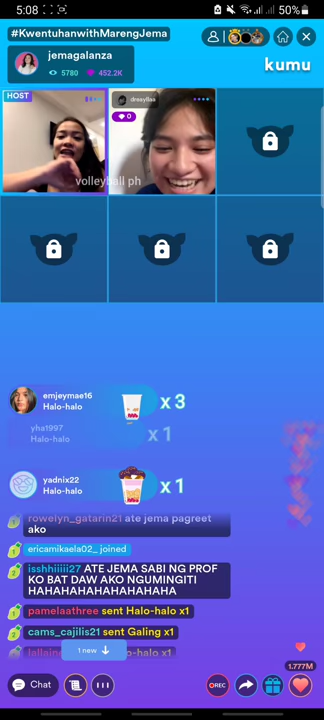 5:08
50%
#KwentuhanwithMarengJema
jemagalanza
5780 452.2K
kumu
HOST
dreeyllas
0
volleyball ph
emjeymae16
Halo-halo
x 3
yha1997
Halo-halo
x 1
yadnix22
Halo-halo
x 1
rowelyn_gatarin21 ate jema pagreet
ako
ericamikaela02_ joined
isshhiiiii27 ATE JEMA SABI NG PROF
KO BAT DAW AKO NGUMINGITI
HAHAHAHAHAHAHAHA
pamelaathree sent Halo-halo x1
cams_cajilis21 sent Galing x1
1 new
1.777M
Chat
REC